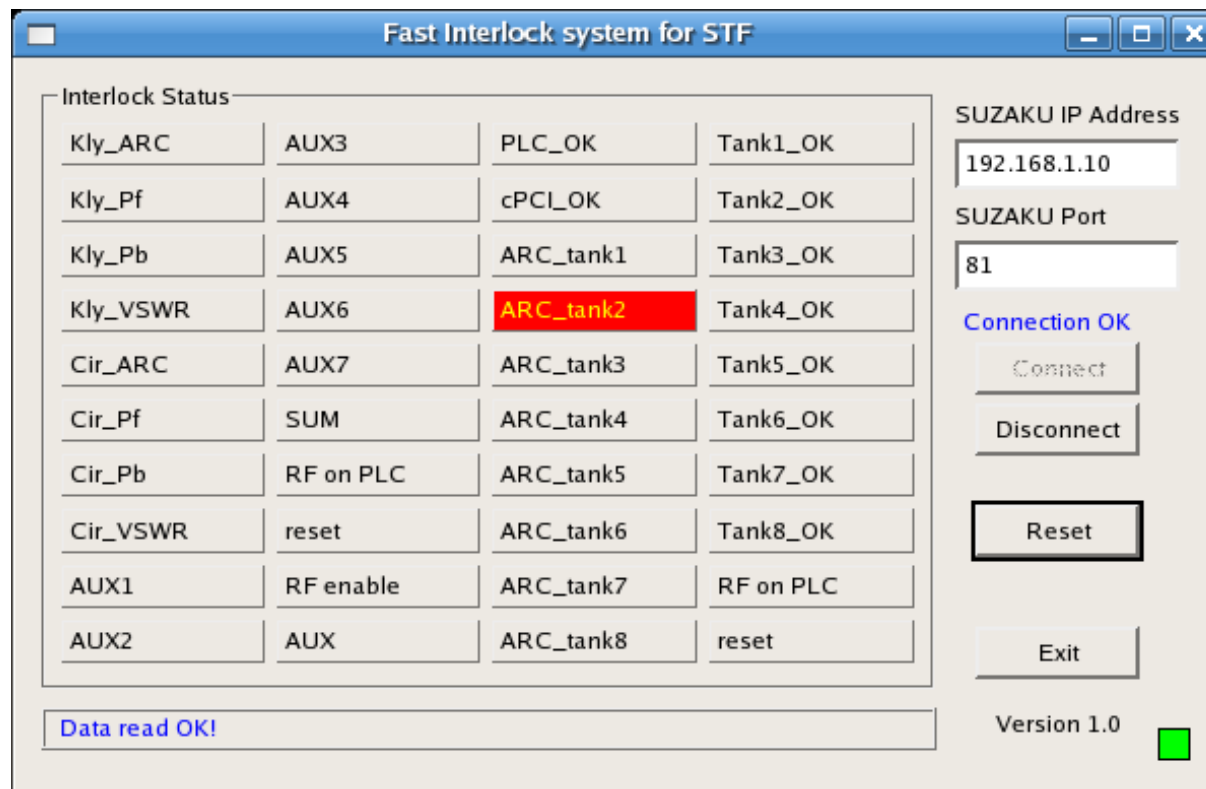 Fast Interlock system for STF
Interlock Status
Kly_ARC AUX3 PLC_OK Tank1_OK
Kly_Pf AUX4 cPCI_OK Tank2_OK
Kly_Pb AUX5 ARC_tank1 Tank3_OK
Kly_VSWR AUX6 ARC_tank2 Tank4_OK
Cir_ARC AUX7 ARC_tank3 Tank5_OK
Cir_Pf SUM ARC_tank4 Tank6_OK
Cir_Pb RF on PLC ARC_tank5 Tank7_OK
Cir_VSWR reset ARC_tank6 Tank8_OK
AUX1 RF enable ARC_tank7 RF on PLC
AUX2 AUX ARC_tank8 reset
Data read OK!
SUZAKU IP Address
192.168.1.10
SUZAKU Port
81
Connection OK
Connect
Disconnect
Reset
Exit
Version 1.0